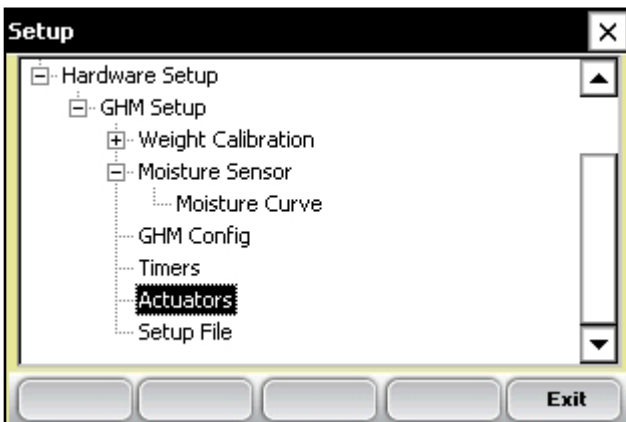 Setup
Hardware Setup
GHM Setup
Weight Calibration
Moisture Sensor
Moisture Curve
GHM Config
Timers
Actuators
Setup File
Exit